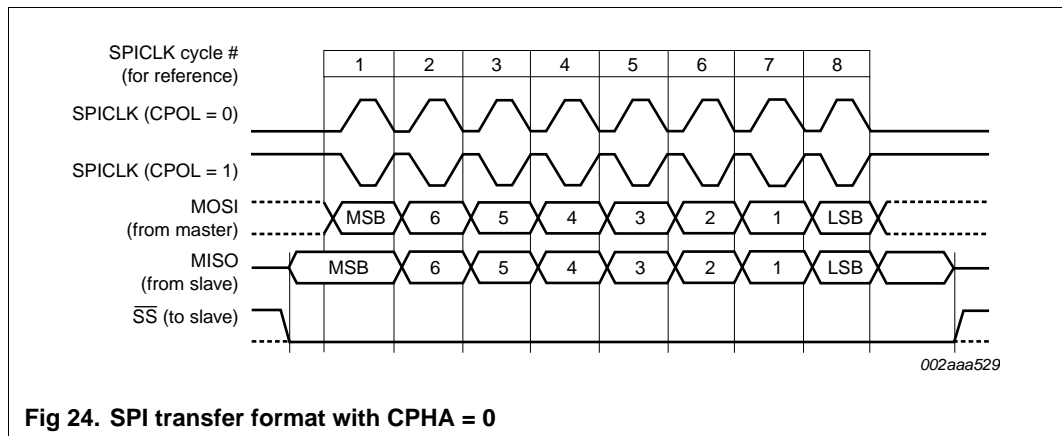 SPICLK cycle #
(for reference)
1 2 3 4 5 6 7 8
SPICLK (CPOL = 0)
SPICLK (CPOL = 1)
MOSI
(from master)
MSB 6 5 4 3 2 1 LSB
MISO
(from slave)
MSB 6 5 4 3 2 1 LSB
SS (to slave)
002aaa529
Fig 24. SPI transfer format with CPHA = 0